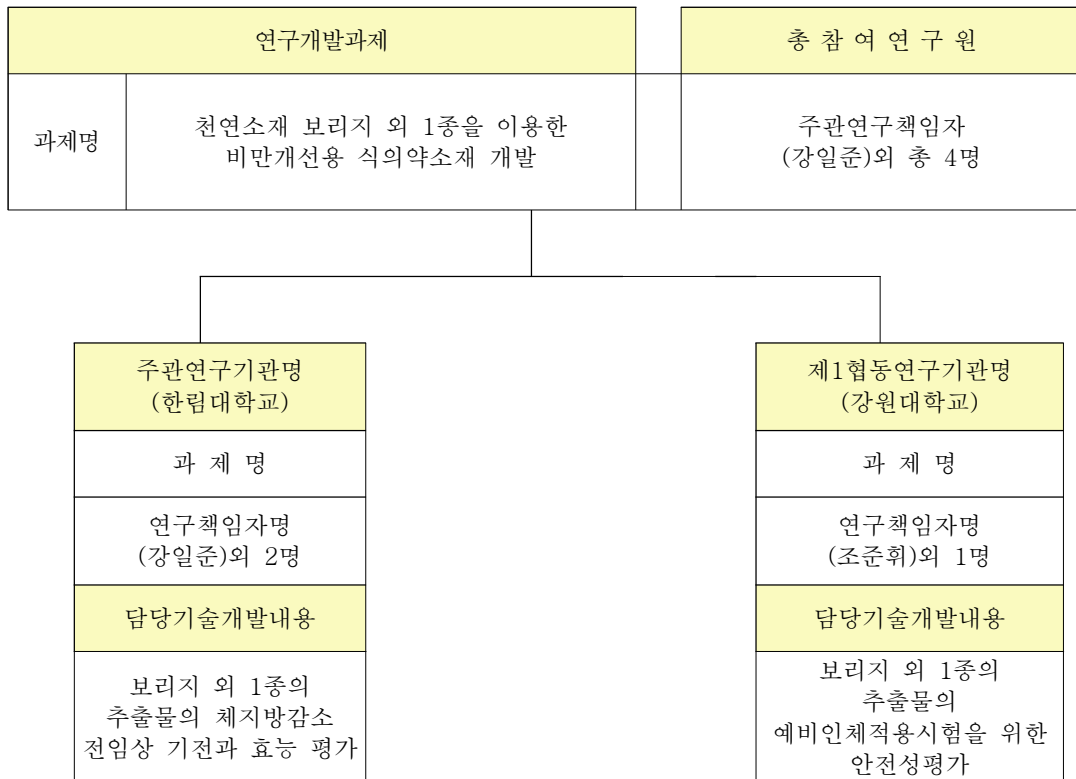 연구개발과제
총 참 여 연 구 원
과제명
천연소재 보리지 외 1종을 이용한
비만개선용 식의약소재 개발
주관연구책임자
(강일준)외 총 4명
주관연구기관명
(한림대학교)
과 제 명
연구책임자명
(강일준)외 2명
담당기술개발내용
보리지 외 1종의
추출물의 체지방감소
전임상 기전과 효능 평가
제1협동연구기관명
(강원대학교)
과 제 명
연구책임자명
(조준휘)외 1명
담당기술개발내용
보리지 외 1종의
추출물의
예비인체적용시험을 위한
안전성평가